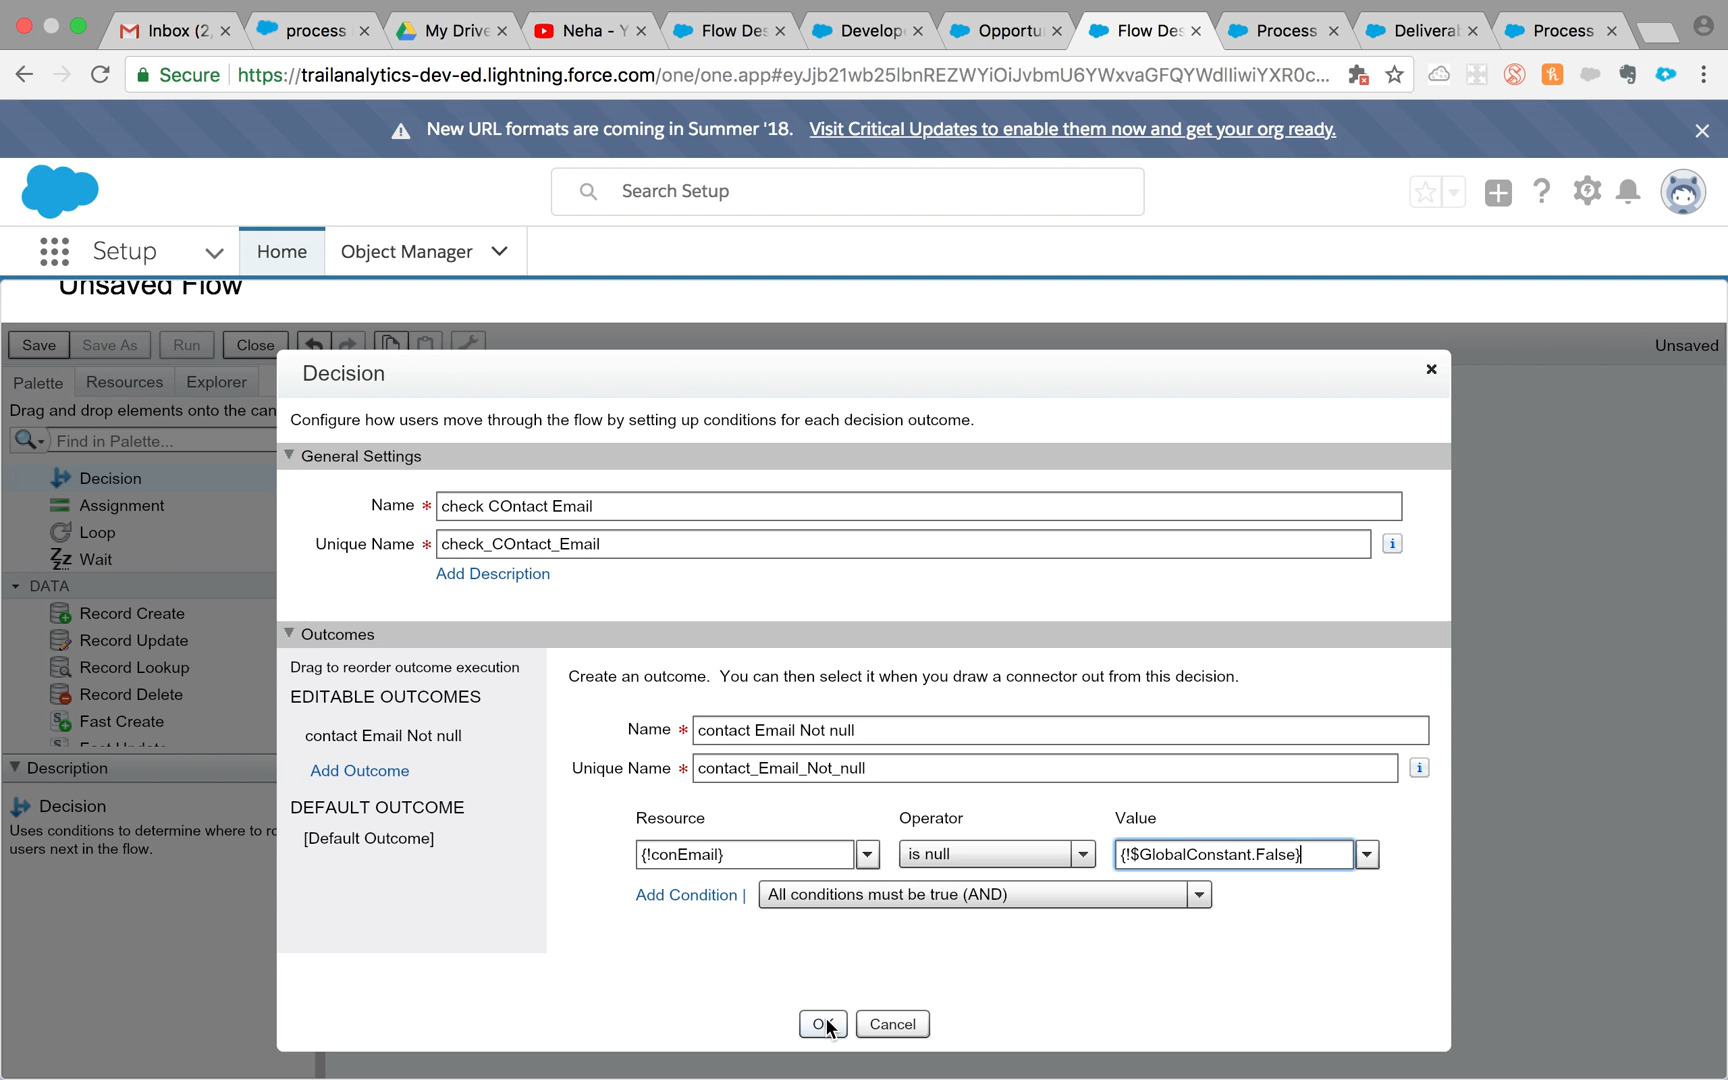 Inbox (2,
process
My Drive
Neha - Y
Flow Des
Develop
Opportu
Flow Des
Process
Delivera
Process
Secure
https://trailanalytics-dev-ed.lightning.force.com/one/one.app#eyJjb21wb25lbnREZWYiOiJvbmU6YWxvaGFQYWdlIiwiYXR0c...
New URL formats are coming in Summer '18. Visit Critical Updates to enable them now and get your org ready.
Search Setup
Setup
Home
Object Manager
Unsaved Flow
Save
Save As
Run
Close
Unsaved
Palette
Resources
Explorer
Drag and drop elements onto the can
Find in Palette...
Decision
Assignment
Loop
Wait
DATA
Record Create
Record Update
Record Lookup
Record Delete
Fast Create
Description
Decision
Uses conditions to determine where to ro
users next in the flow.
Decision
Configure how users move through the flow by setting up conditions for each decision outcome.
General Settings
Name * check COntact Email
Unique Name * check_COntact_Email
Add Description
Outcomes
Drag to reorder outcome execution
EDITABLE OUTCOMES
contact Email Not null
Add Outcome
DEFAULT OUTCOME
[Default Outcome]
Create an outcome. You can then select it when you draw a connector out from this decision.
Name * contact Email Not null
Unique Name * contact_Email_Not_null
Resource Operator Value
{!conEmail} is null {!$GlobalConstant.False}
Add Condition | All conditions must be true (AND)
OK
Cancel